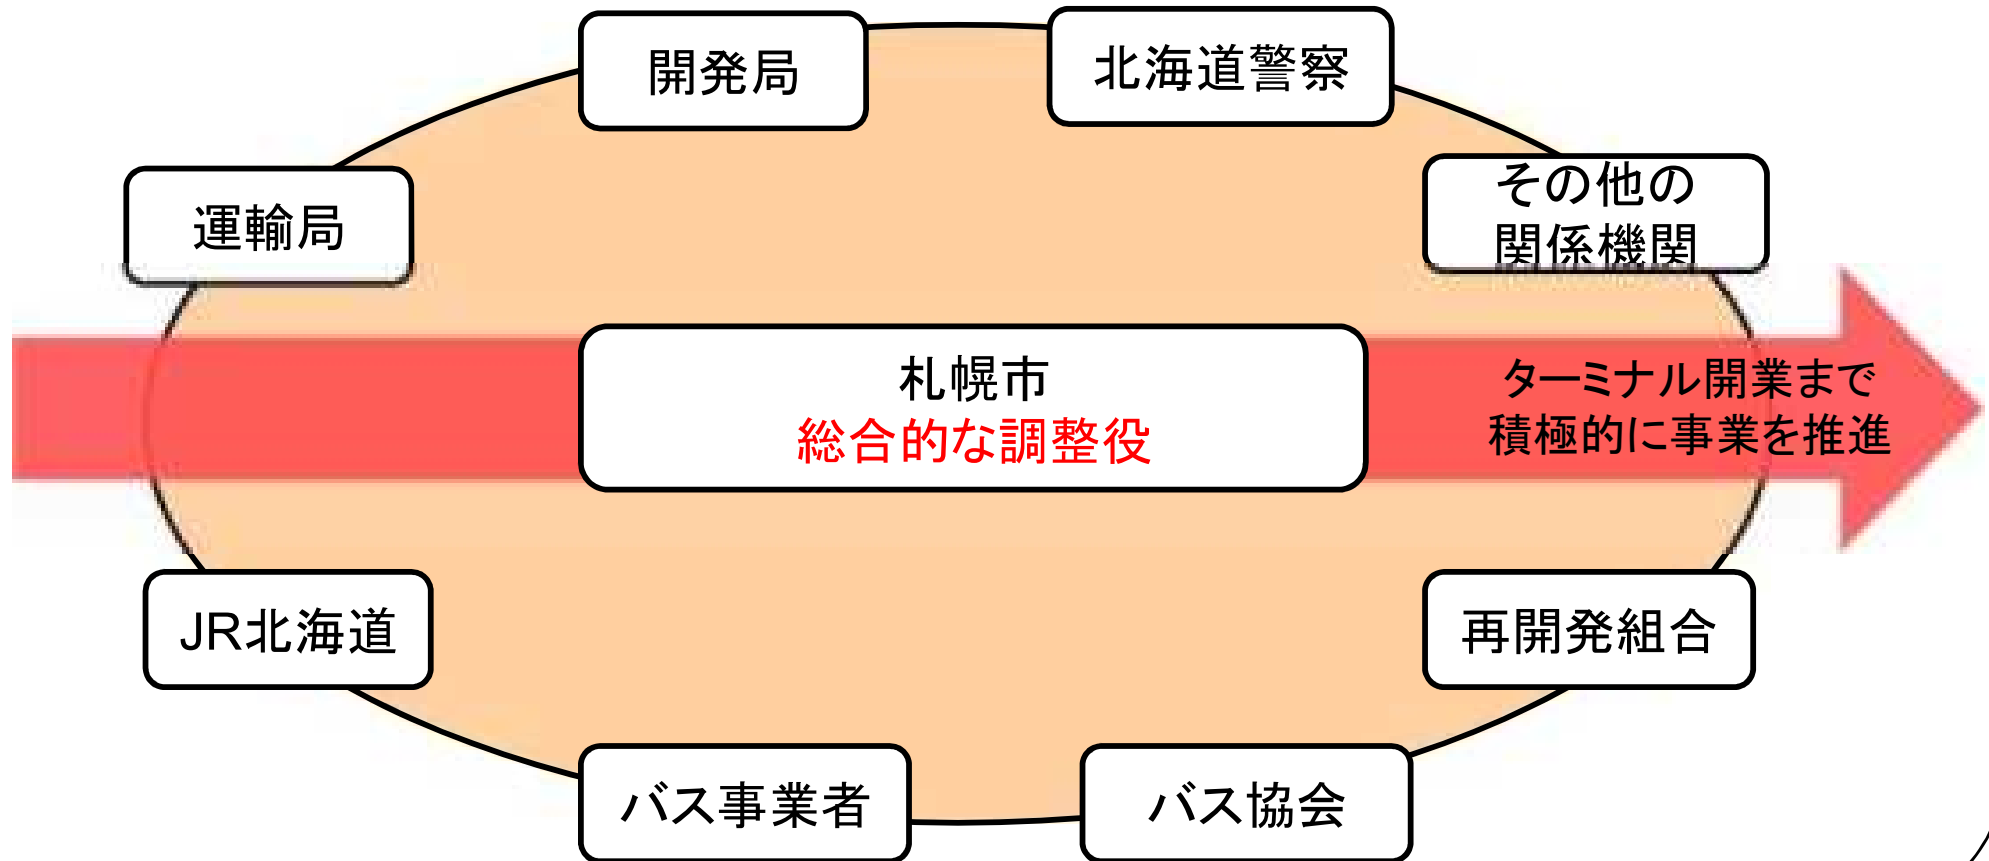 開発局
北海道警察
運輸局
その他の
関係機関
札幌市
総合的な調整役
ターミナル開業まで
積極的に事業を推進
JR北海道
再開発組合
バス事業者
バス協会